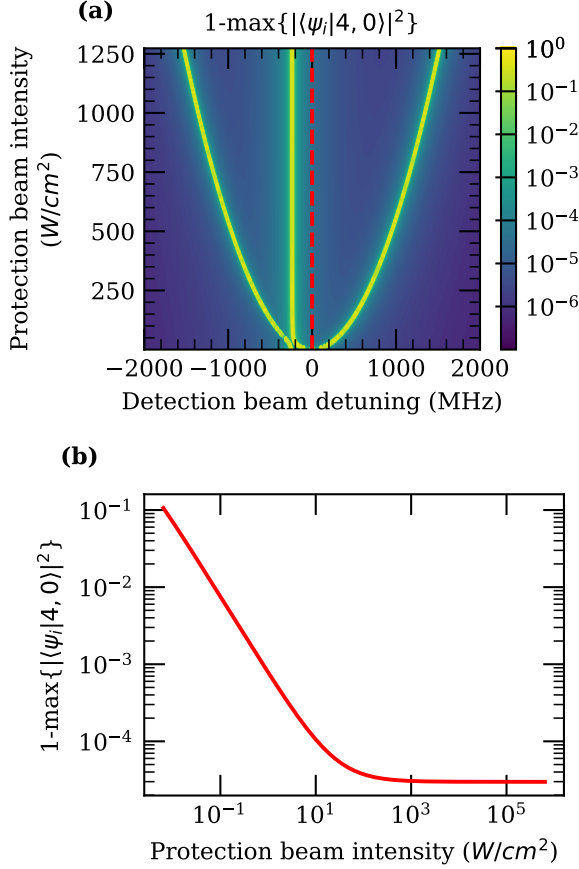 (a)
1-max{|⟨ψᵢ|4, 0⟩|²}
Protection beam intensity
(W/cm²)
1250
1000
750
500
250
−2000 −1000 0 1000 2000
Detection beam detuning (MHz)
10⁰
10⁻¹
10⁻²
10⁻³
10⁻⁴
10⁻⁵
10⁻⁶
(b)
1-max{|⟨ψᵢ|4, 0⟩|²}
10⁻¹
10⁻²
10⁻³
10⁻⁴
10⁻¹ 10¹ 10³ 10⁵
Protection beam intensity (W/cm²)